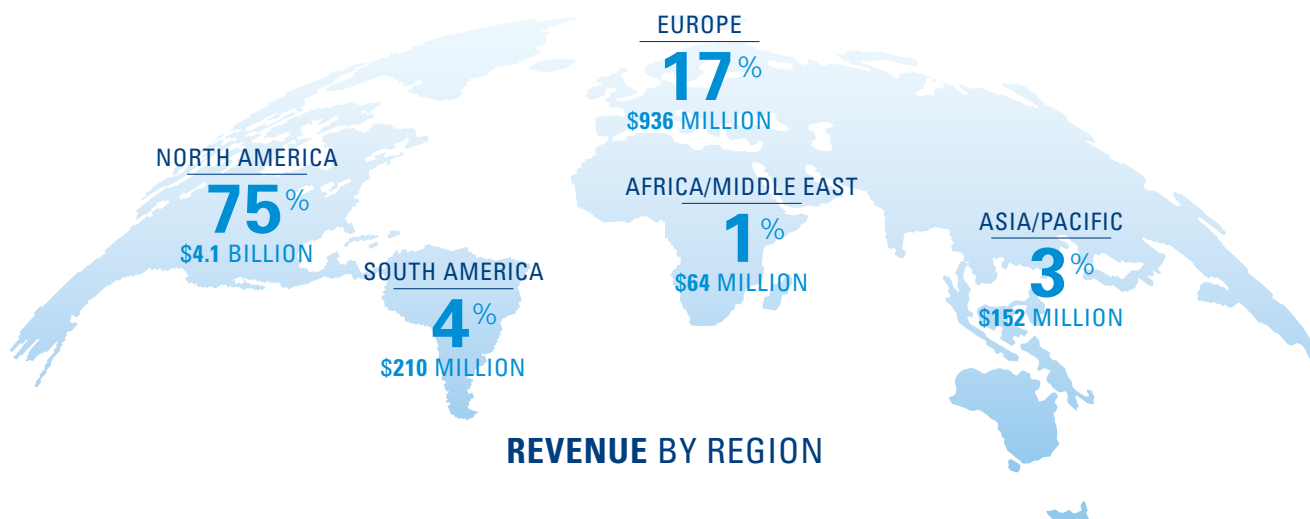 EUROPE
17%
$936 MILLION
NORTH AMERICA
75%
$4.1 BILLION
AFRICA/MIDDLE EAST
1%
$64 MILLION
ASIA/PACIFIC
3%
$152 MILLION
SOUTH AMERICA
4%
$210 MILLION
REVENUE BY REGION